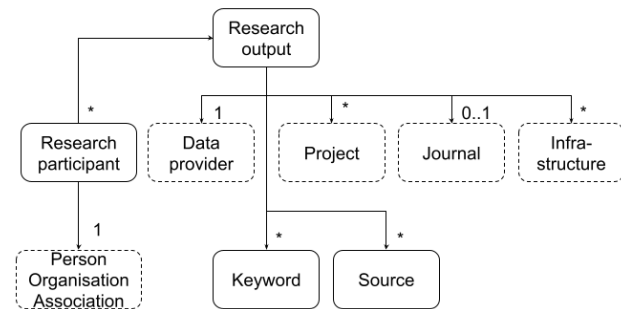 Research
output
*
1
*
0..1
*
Research
participant
Data
provider
Project
Journal
Infra-
structure
1
*
*
Person
Organisation
Association
Keyword
Source